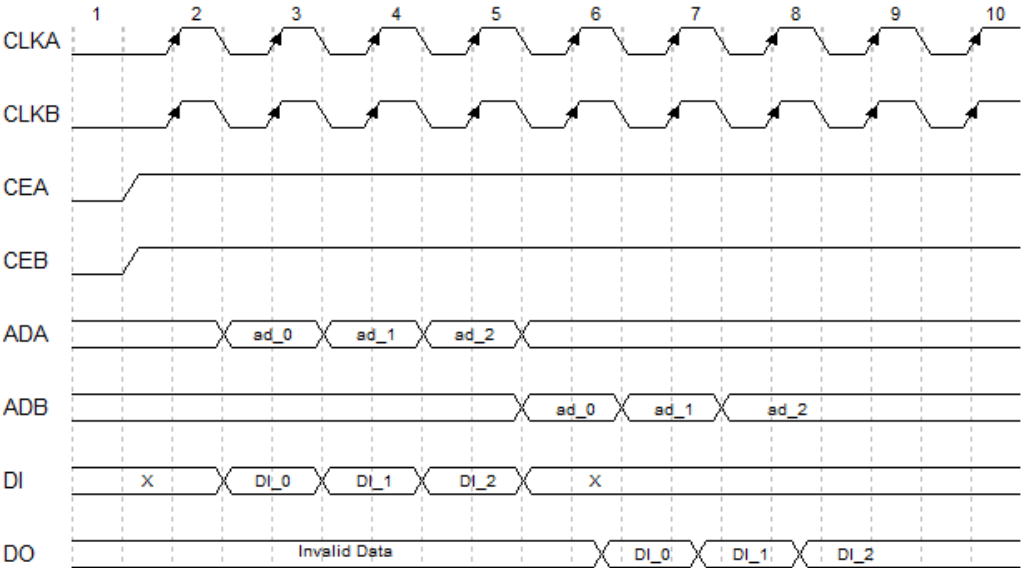 1 2 3 4 5 6 7 8 9 10
CLKA
CLKB
CEA
CEB
ADA ad_0 ad_1 ad_2
ADB ad_0 ad_1 ad_2
DI X DI_0 DI_1 DI_2 X
DO Invalid Data DI_0 DI_1 DI_2